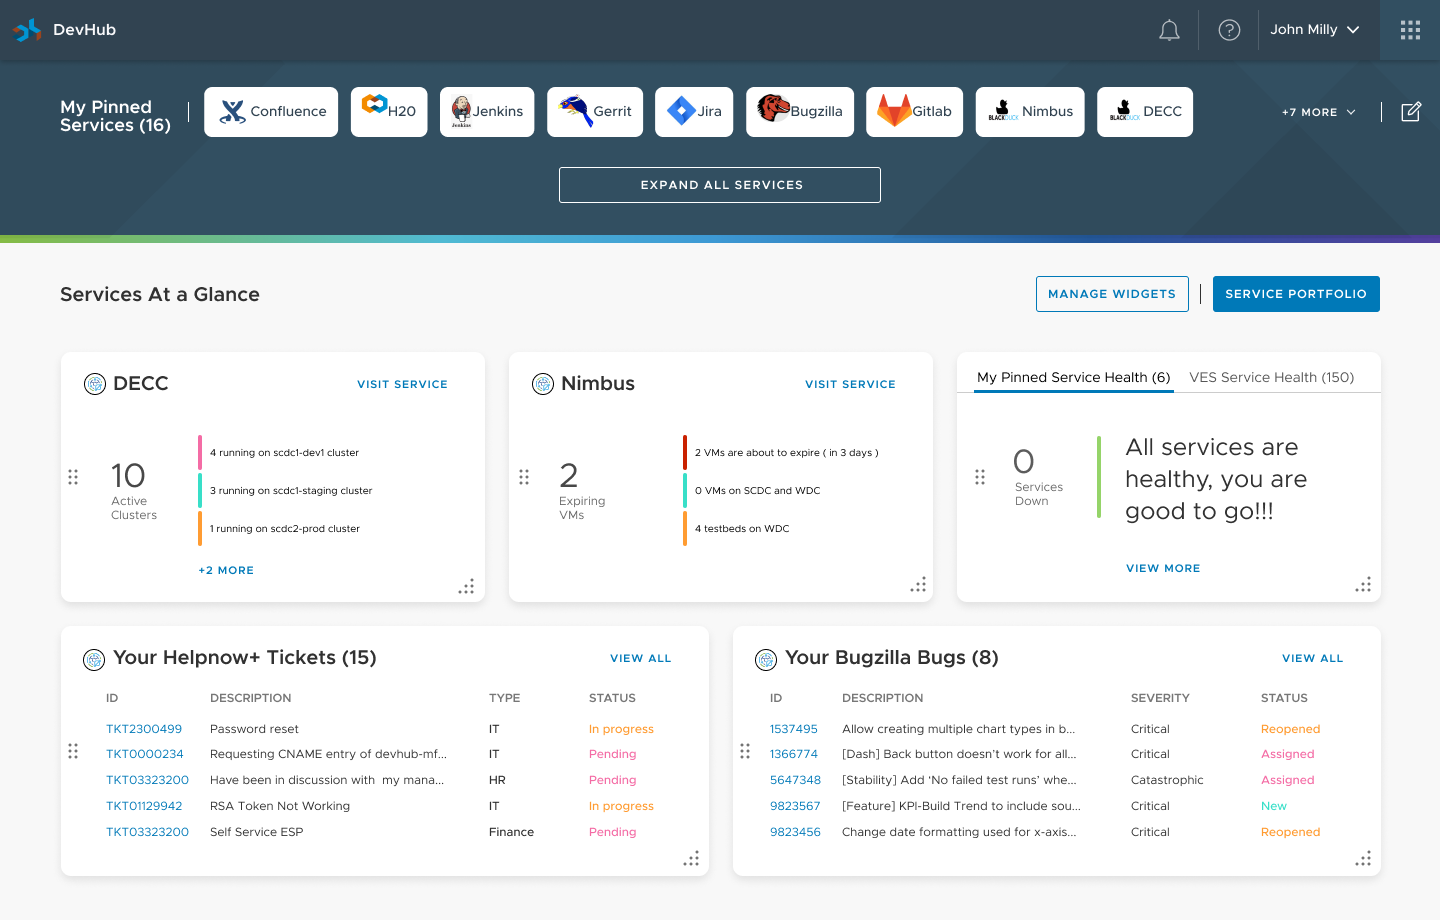 DevHub
John Milly
My Pinned
Services (16)
Confluence
H20
Jenkins
Jenkins
Gerrit
Jira
Bugzilla
Gitlab
BLACKDUCK
Nimbus
BLACKDUCK
DECC
+7 MORE
EXPAND ALL SERVICES
Services At a Glance
MANAGE WIDGETS
SERVICE PORTFOLIO
DECC
VISIT SERVICE
10
Active
Clusters
4 running on scdc1-dev1 cluster
3 running on scdc1-staging cluster
1 running on scdc2-prod cluster
+2 MORE
Nimbus
VISIT SERVICE
2
Expiring
VMs
2 VMs are about to expire ( in 3 days )
0 VMs on SCDC and WDC
4 testbeds on WDC
My Pinned Service Health (6)
VES Service Health (150)
0
Services
Down
All services are
healthy, you are
good to go!!!
VIEW MORE
Your Helpnow+ Tickets (15)
VIEW ALL
ID DESCRIPTION TYPE STATUS
TKT2300499 Password reset IT In progress
TKT0000234 Requesting CNAME entry of devhub-mf... IT Pending
TKT03323200 Have been in discussion with my mana... HR Pending
TKT01129942 RSA Token Not Working IT In progress
TKT03323200 Self Service ESP Finance Pending
Your Bugzilla Bugs (8)
VIEW ALL
ID DESCRIPTION SEVERITY STATUS
1537495 Allow creating multiple chart types in b... Critical Reopened
1366774 [Dash] Back button doesn’t work for all... Critical Assigned
5647348 [Stability] Add ‘No failed test runs’ whe... Catastrophic Assigned
9823567 [Feature] KPI-Build Trend to include sou... Critical New
9823456 Change date formatting used for x-axis... Critical Reopened